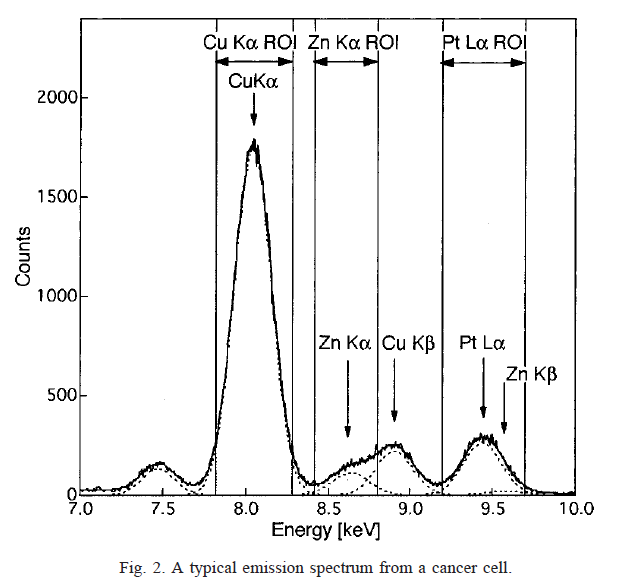 Cu Kα ROI Zn Kα ROI Pt Lα ROI
CuKα
2000
1500
1000
500
0
Counts
Zn Kα Cu Kβ Pt Lα
Zn Kβ
7.0 7.5 8.0 8.5 9.0 9.5 10.0
Energy [keV]
Fig. 2. A typical emission spectrum from a cancer cell.